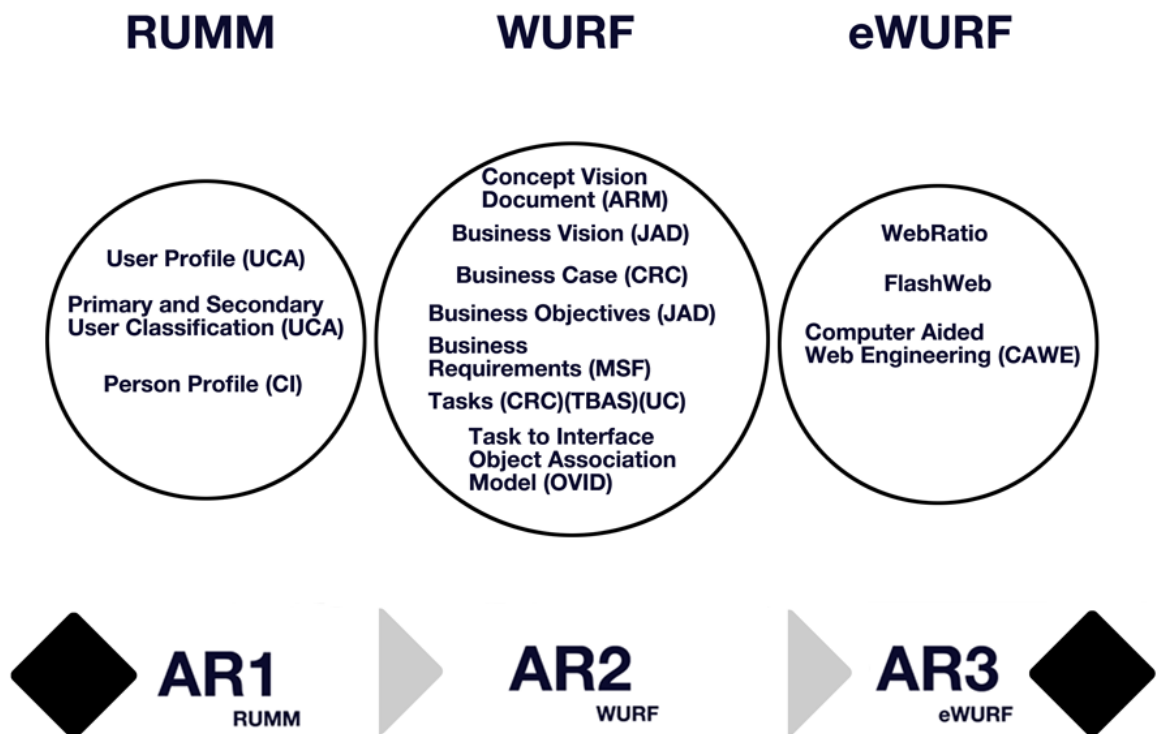 RUMM
WURF
eWURF
User Profile (UCA)
Primary and Secondary
User Classification (UCA)
Person Profile (CI)
Concept Vision
Document (ARM)
Business Vision (JAD)
Business Case (CRC)
Business Objectives (JAD)
Business
Requirements (MSF)
Tasks (CRC)(TBAS)(UC)
Task to Interface
Object Association
Model (OVID)
WebRatio
FlashWeb
Computer Aided
Web Engineering (CAWE)
AR1
RUMM
AR2
WURF
AR3
eWURF